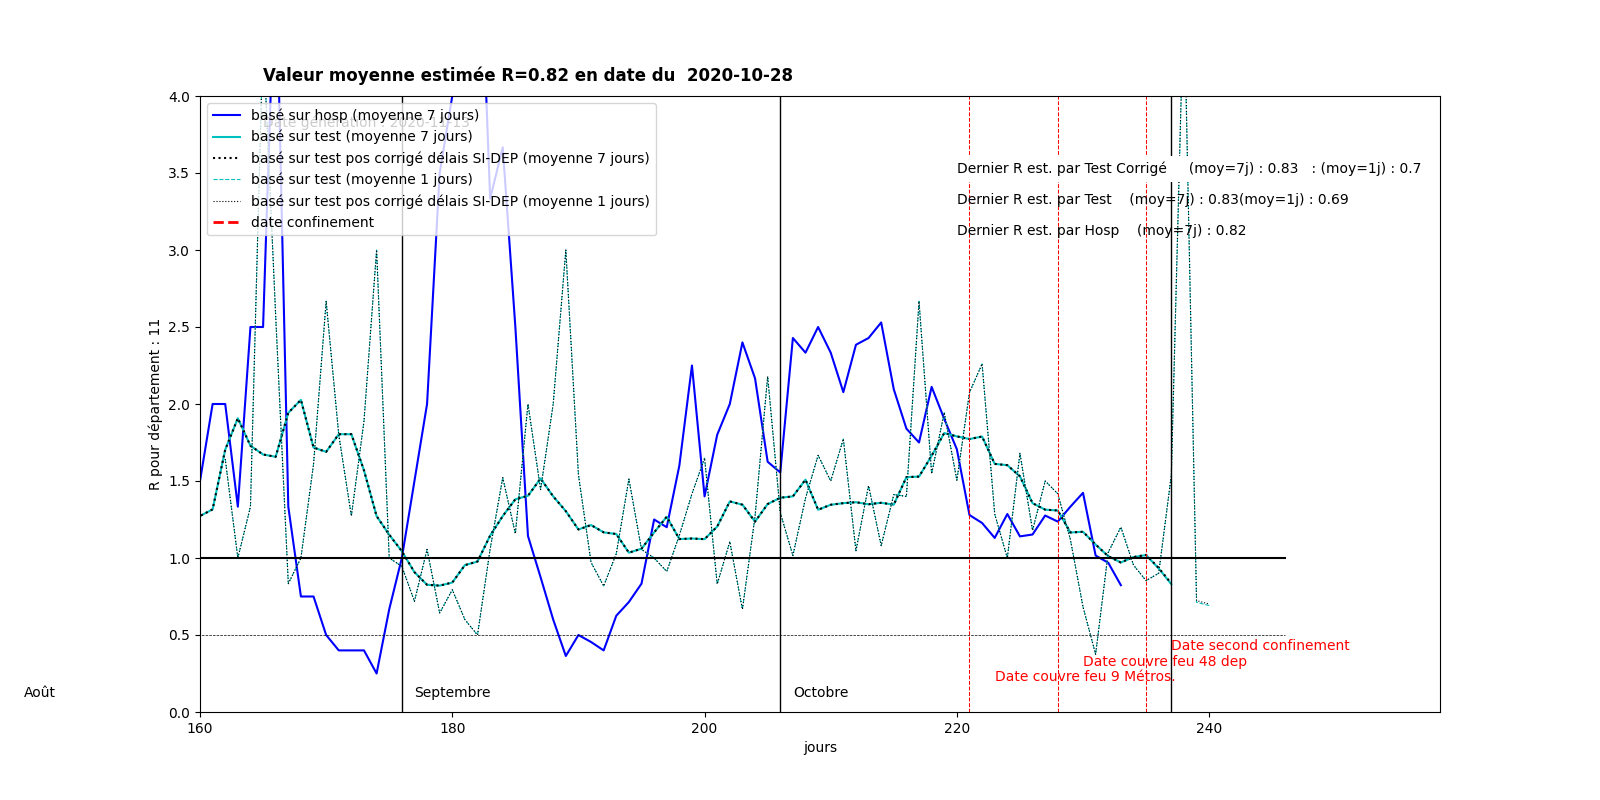 Valeur moyenne estimée R=0.82 en date du  2020-10-28
4.0
3.5
3.0
2.5
2.0
1.5
1.0
0.5
0.0
R pour département : 11
basé sur hosp (moyenne 7 jours)
basé sur test (moyenne 7 jours)
basé sur test pos corrigé délais SI-DEP (moyenne 7 jours)
basé sur test (moyenne 1 jours)
basé sur test pos corrigé délais SI-DEP (moyenne 1 jours)
date confinement
Dernier R est. par Test Corrigé     (moy=7j) : 0.83   : (moy=1j) : 0.7
Dernier R est. par Test    (moy=7j) : 0.83(moy=1j) : 0.69
Dernier R est. par Hosp    (moy=7j) : 0.82
Date second confinement
Date couvre feu 48 dep
Date couvre feu 9 Métros.
Août
Septembre
Octobre
160
180
200
220
240
jours